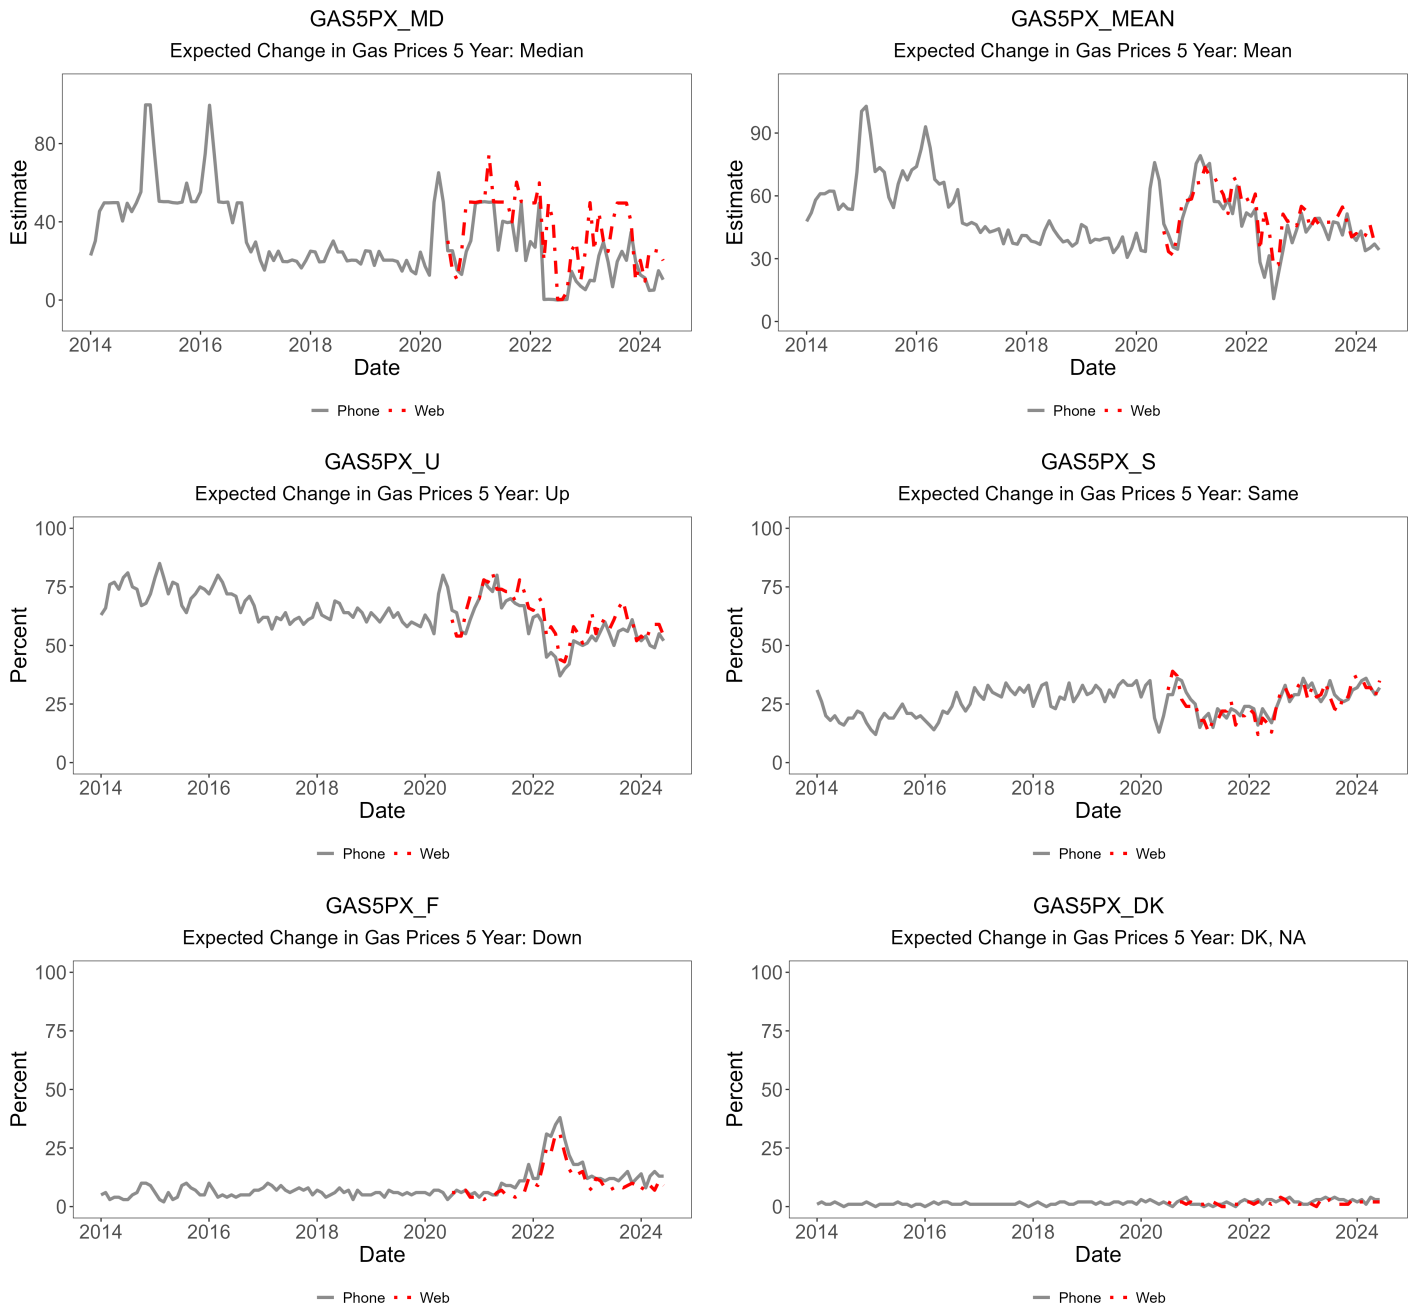 GAS5PX_MD
Expected Change in Gas Prices 5 Year: Median
Estimate
80
40
0
2014 2016 2018 2020 2022 2024
Date
Phone Web
GAS5PX_MEAN
Expected Change in Gas Prices 5 Year: Mean
Estimate
90
60
30
0
2014 2016 2018 2020 2022 2024
Date
Phone Web
GAS5PX_U
Expected Change in Gas Prices 5 Year: Up
Percent
100
75
50
25
0
2014 2016 2018 2020 2022 2024
Date
Phone Web
GAS5PX_S
Expected Change in Gas Prices 5 Year: Same
Percent
100
75
50
25
0
2014 2016 2018 2020 2022 2024
Date
Phone Web
GAS5PX_F
Expected Change in Gas Prices 5 Year: Down
Percent
100
75
50
25
0
2014 2016 2018 2020 2022 2024
Date
Phone Web
GAS5PX_DK
Expected Change in Gas Prices 5 Year: DK, NA
Percent
100
75
50
25
0
2014 2016 2018 2020 2022 2024
Date
Phone Web